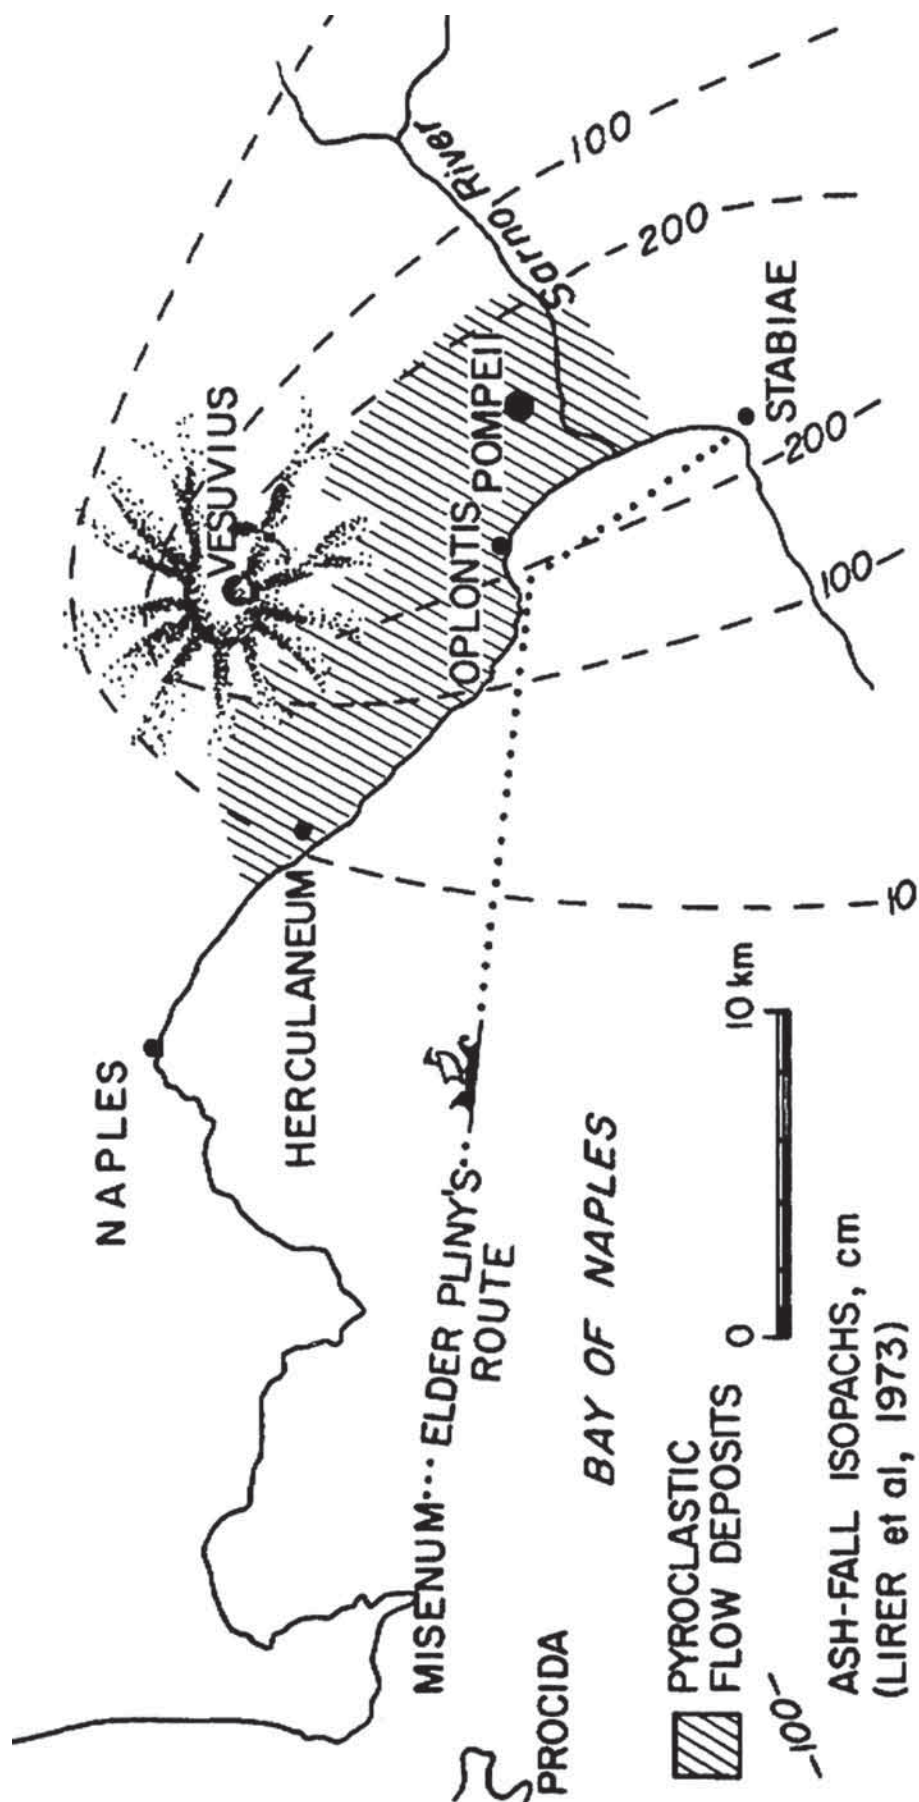 NAPLES
VESUVIUS
HERCULANEUM
OPLONTIS
POMPEII
Sarno River
100
200
STABIAE
200
100
10
MISENUM
ELDER PLINY'S
ROUTE
PROCIDA
BAY OF NAPLES
PYROCLASTIC
FLOW DEPOSITS
0
10 km
-100-
ASH-FALL ISOPACHS, cm
(LIRER et al, 1973)